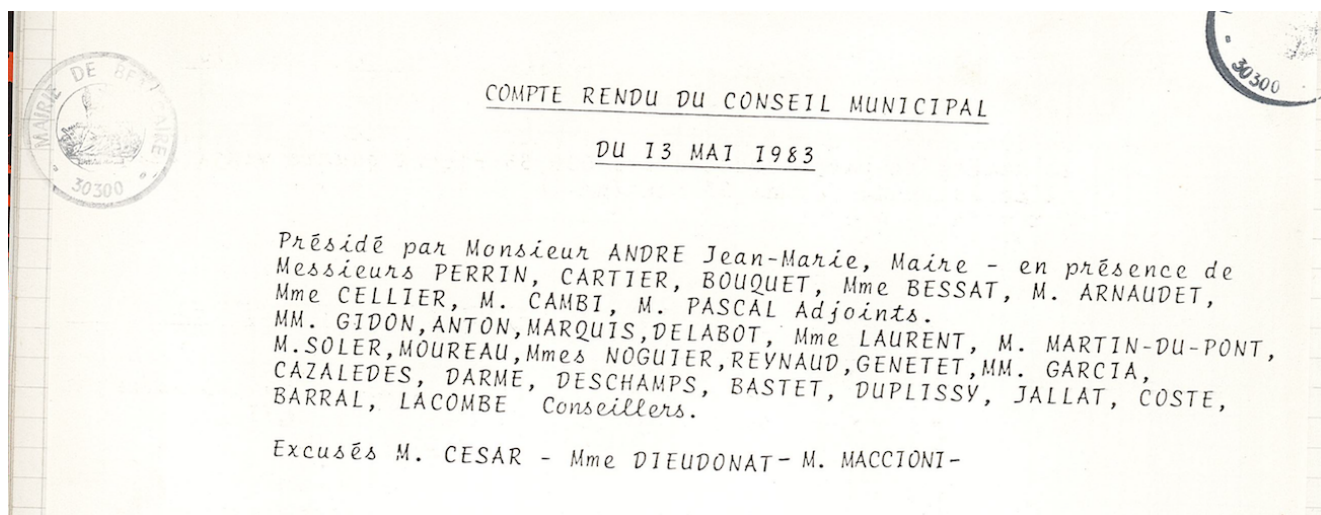 MAIRIE DE BEAUCAIRE
30300
30300
COMPTE RENDU DU CONSEIL MUNICIPAL
DU 13 MAI 1983
Présidé par Monsieur ANDRE Jean-Marie, Maire - en présence de
Messieurs PERRIN, CARTIER, BOUQUET, Mme BESSAT, M. ARNAUDET,
Mme CELLIER, M. CAMBI, M. PASCAL Adjoints.
MM. GIDON,ANTON,MARQUIS,DELABOT, Mme LAURENT, M. MARTIN-DU-PONT,
M.SOLER,MOUREAU,Mmes NOGUIER,REYNAUD,GENETET,MM. GARCIA,
CAZALEDES, DARME, DESCHAMPS, BASTET, DUPLISSY, JALLAT, COSTE,
BARRAL, LACOMBE Conseillers.
Excusés M. CESAR - Mme DIEUDONAT - M. MACCIONI-